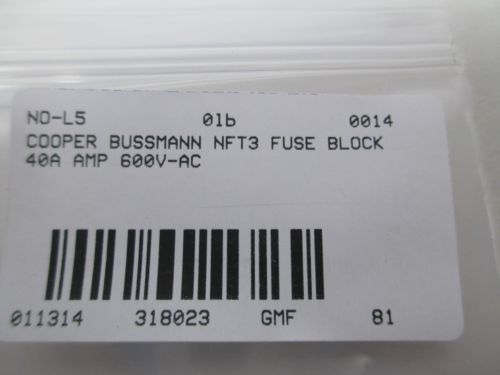 NO-L5 01b 0014
COOPER BUSSMANN NFT3 FUSE BLOCK
40A AMP 600V-AC
011314 318023 GMF 81